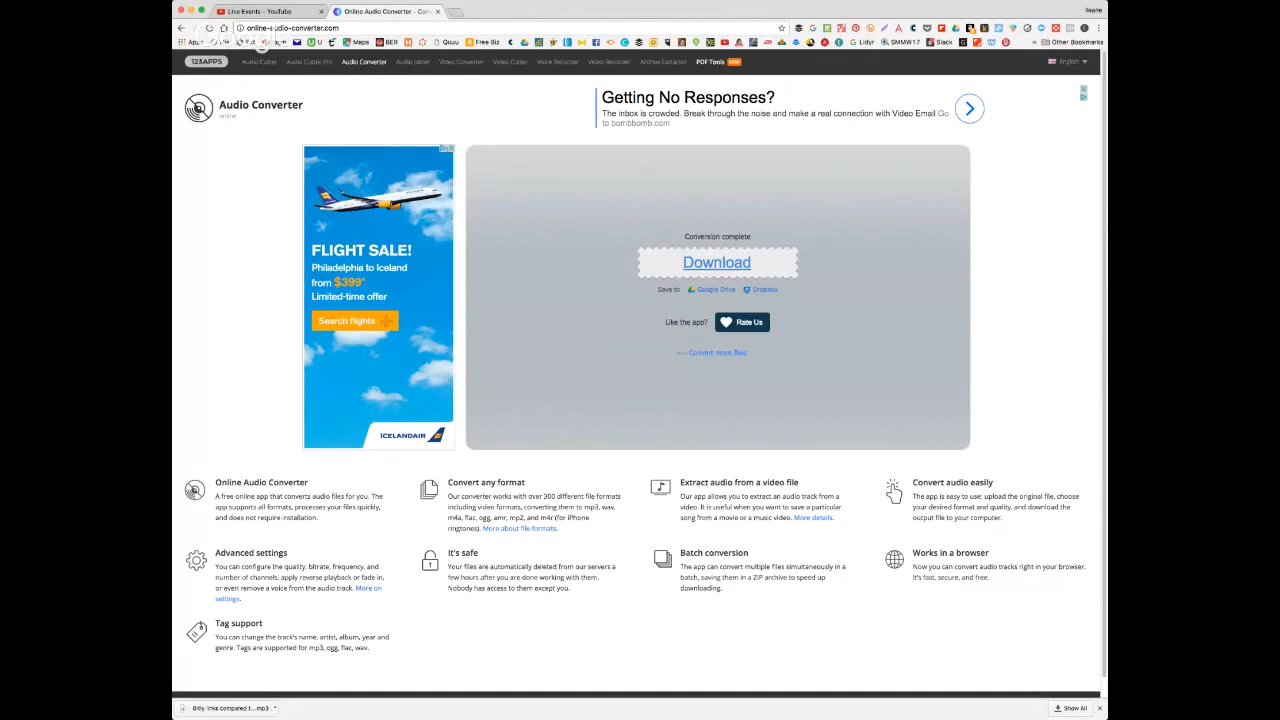 Live Events - YouTube
Online Audio Converter - Con
Ileane
online-audio-converter.com
Maps
BER
Quuu
Free Biz
Lidyr
SMMW17
Slack
Other Bookmarks
123APPS
Audio Cutter
Audio Cutter Pro
Audio Converter
Audio Joiner
Video Converter
Video Cutter
Voice Recorder
Video Recorder
Archive Extractor
PDF Tools NEW
English
Audio Converter
online
Getting No Responses?
The inbox is crowded. Break through the noise and make a real connection with Video Email Go
to bombbomb.com
FLIGHT SALE!
Philadelphia to Iceland
from $399*
Limited-time offer
Search flights
ICELANDAIR
Conversion complete
Download
Save to Google Drive Dropbox
Like the app? Rate Us
⟵ Convert more files
Online Audio Converter
A free online app that converts audio files for you. The
app supports all formats, processes your files quickly,
and does not require installation.
Convert any format
Our converter works with over 300 different file formats
including video formats, converting them to mp3, wav,
m4a, flac, ogg, amr, mp2, and m4r (for iPhone
ringtones). More about file formats.
Extract audio from a video file
Our app allows you to extract an audio track from a
video. It is useful when you want to save a particular
song from a movie or a music video. More details.
Convert audio easily
The app is easy to use: upload the original file, choose
your desired format and quality, and download the
output file to your computer.
Advanced settings
You can configure the quality, bitrate, frequency, and
number of channels, apply reverse playback or fade in,
or even remove a voice from the audio track. More on
settings.
It's safe
Your files are automatically deleted from our servers a
few hours after you are done working with them.
Nobody has access to them except you.
Batch conversion
The app can convert multiple files simultaneously in a
batch, saving them in a ZIP archive to speed up
downloading.
Works in a browser
Now you can convert audio tracks right in your browser.
It's fast, secure, and free.
Tag support
You can change the track's name, artist, album, year and
genre. Tags are supported for mp3, ogg, flac, wav.
Bitly links compared t....mp3
Show All